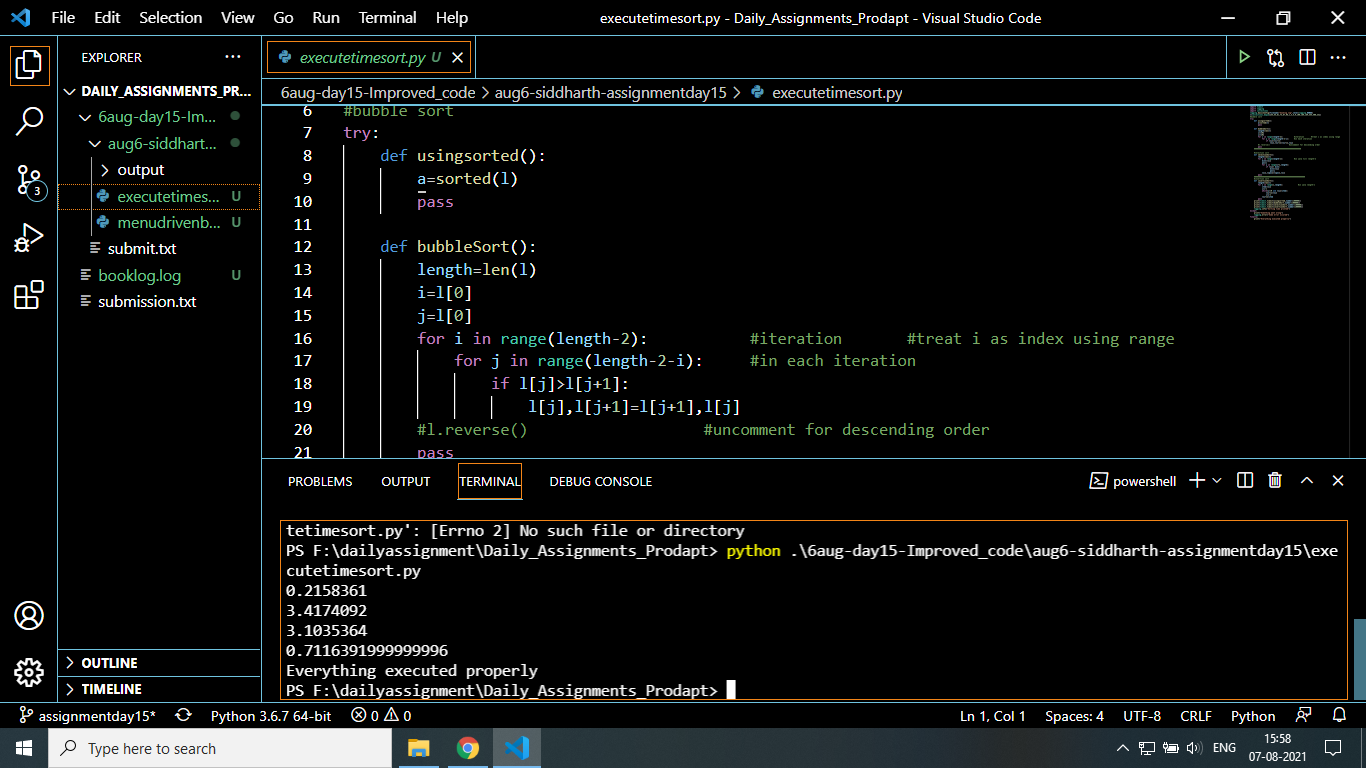 File Edit Selection View Go Run Terminal Help executetimesort.py - Daily_Assignments_Prodapt - Visual Studio Code
EXPLORER ···
DAILY_ASSIGNMENTS_PR...
6aug-day15-Im...
aug6-siddhart...
output
executetimes... U
menudrivenb... U
submit.txt
booklog.log U
submission.txt
OUTLINE
TIMELINE
3
executetimesort.py U
6aug-day15-Improved_code > aug6-siddharth-assignmentday15 > executetimesort.py
6 #bubble sort
7 try:
8 def usingsorted():
9 a=sorted(l)
10 pass
11
12 def bubbleSort():
13 length=len(l)
14 i=l[0]
15 j=l[0]
16 for i in range(length-2): #iteration #treat i as index using range
17 for j in range(length-2-i): #in each iteration
18 if l[j]>l[j+1]:
19 l[j],l[j+1]=l[j+1],l[j]
20 #l.reverse() #uncomment for descending order
21 pass
PROBLEMS OUTPUT TERMINAL DEBUG CONSOLE powershell
tetimesort.py': [Errno 2] No such file or directory
PS F:\dailyassignment\Daily_Assignments_Prodapt> python .\6aug-day15-Improved_code\aug6-siddharth-assignmentday15\exe
cutetimesort.py
0.2158361
3.4174092
3.1035364
0.7116391999999996
Everything executed properly
PS F:\dailyassignment\Daily_Assignments_Prodapt>
assignmentday15* Python 3.6.7 64-bit 0 0 Ln 1, Col 1 Spaces: 4 UTF-8 CRLF Python
Type here to search
ENG
15:58
07-08-2021